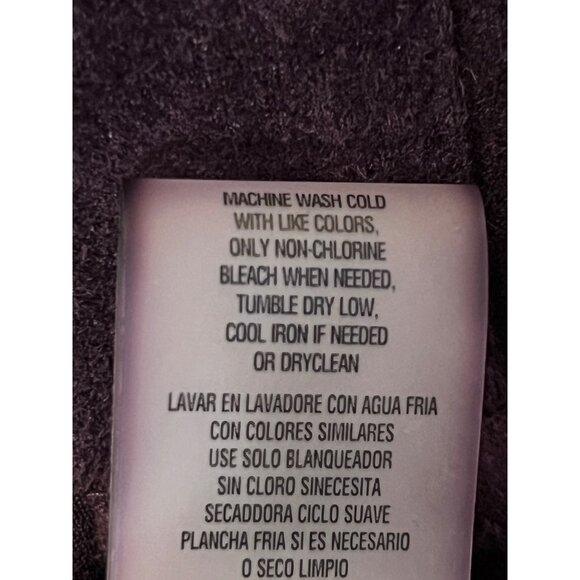 MACHINE WASH COLD
WITH LIKE COLORS,
ONLY NON-CHLORINE
BLEACH WHEN NEEDED,
TUMBLE DRY LOW,
COOL IRON IF NEEDED
OR DRYCLEAN
LAVAR EN LAVADORE CON AGUA FRIA
CON COLORES SIMILARES
USE SOLO BLANQUEADOR
SIN CLORO SINECESITA
SECADDORA CICLO SUAVE
PLANCHA FRIA SI ES NECESARIO
O SECO LIMPIO